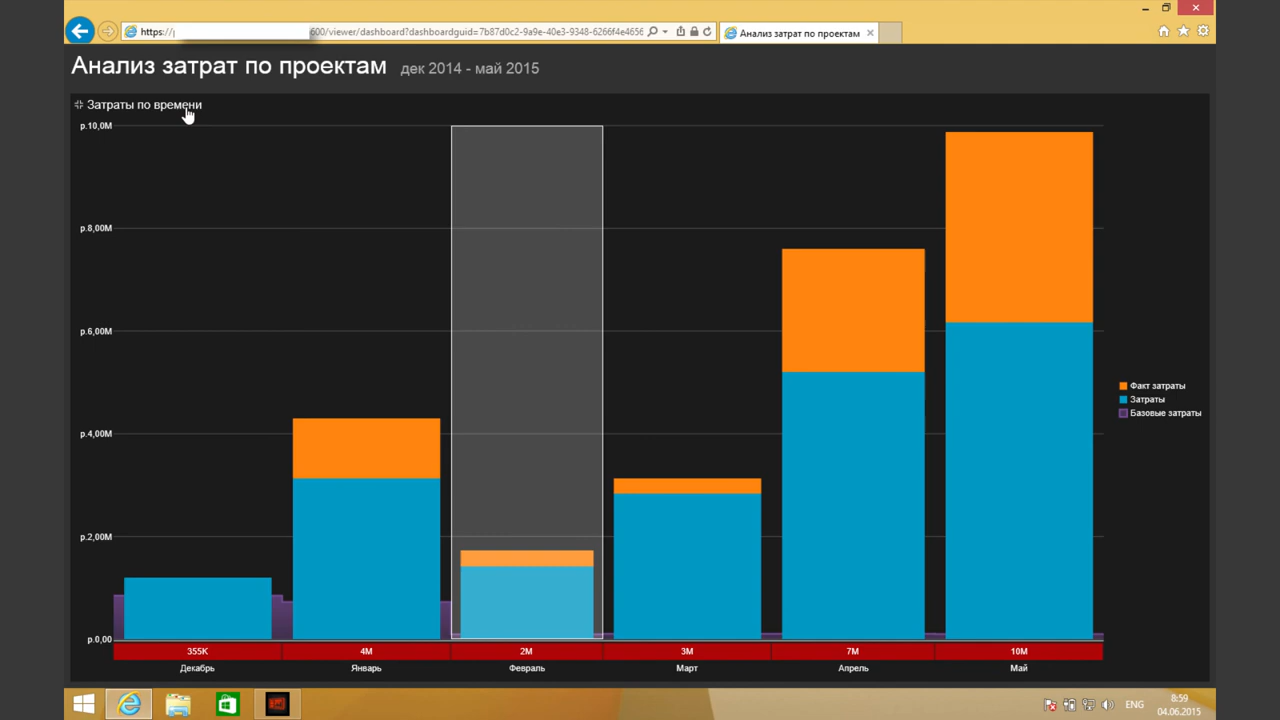 https://
600/viewer/dashboard?dashboardguid=7b87d0c2-9a9e-40e3-9348-6266f4e4656
Анализ затрат по проектам
Анализ затрат по проектам дек 2014 - май 2015
Затраты по времени
р.10,0M
р.8,00M
р.6,00M
р.4,00M
р.2,00M
р.0,00
Факт затраты
Затраты
Базовые затраты
355K 4M 2M 3M 7M 10M
Декабрь Январь Февраль Март Апрель Май
ENG
8:59
04.06.2015